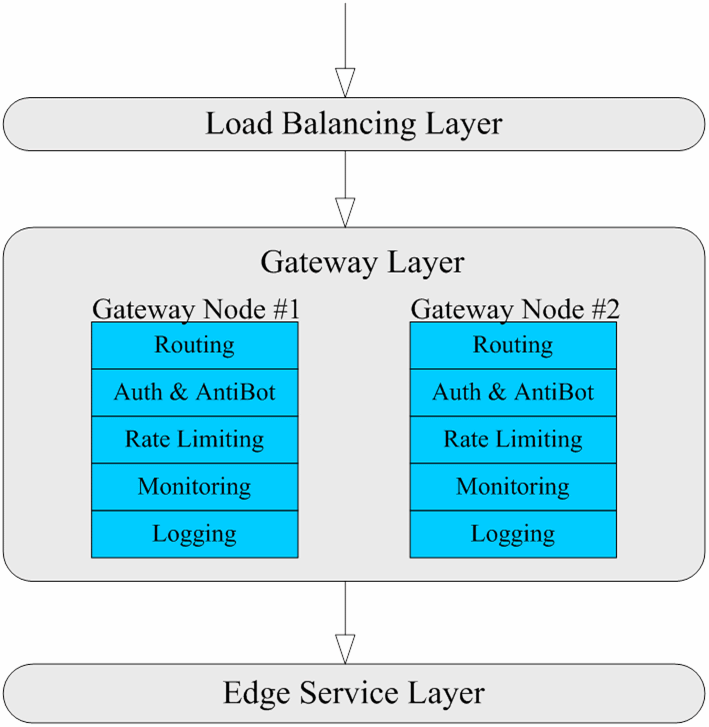 Load Balancing Layer
Gateway Layer
Gateway Node #1
Routing
Auth & AntiBot
Rate Limiting
Monitoring
Logging
Gateway Node #2
Routing
Auth & AntiBot
Rate Limiting
Monitoring
Logging
Edge Service Layer